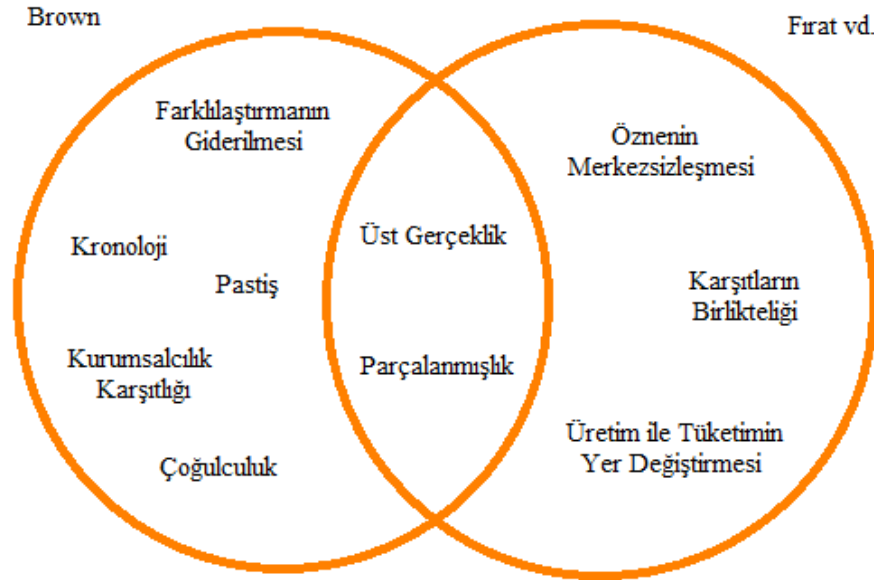 Brown
Fırat vd.
Farklılaştırmanın
Giderilmesi
Kronoloji
Pastiş
Kurumsalcılık
Karşıtlığı
Çoğulculuk
Üst Gerçeklik
Parçalanmışlık
Öznenin
Merkezsizleşmesi
Karşıtların
Birlikteliği
Üretim ile Tüketimin
Yer Değiştirmesi